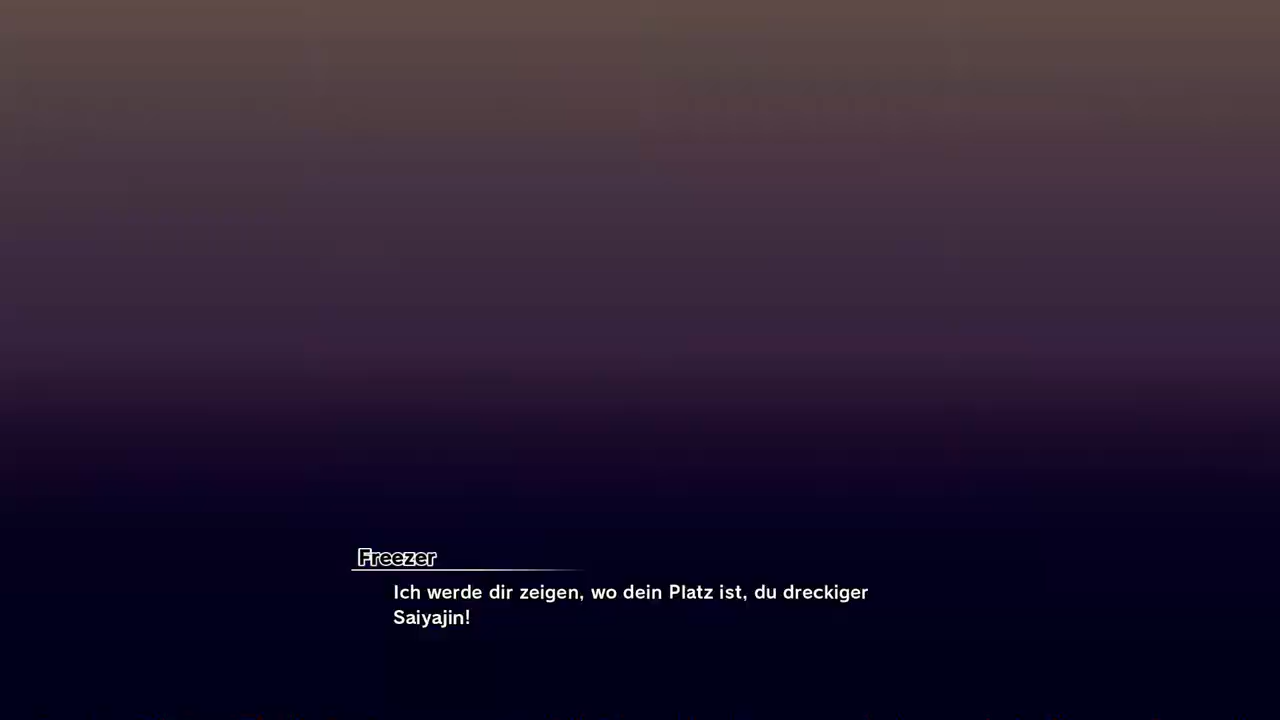 Freezer
Ich werde dir zeigen, wo dein Platz ist, du dreckiger
Saiyajin!